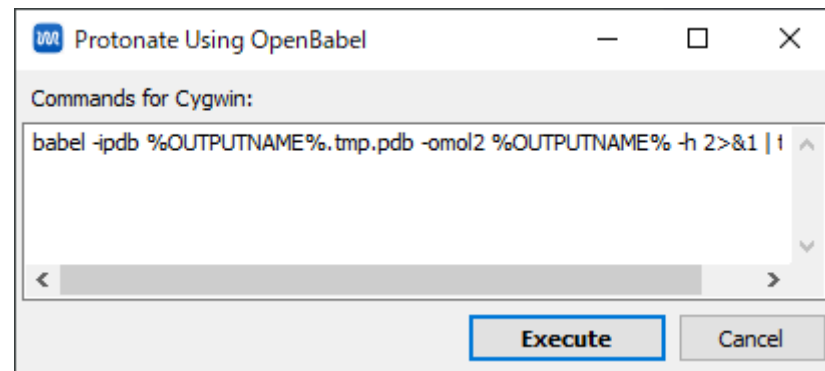 Protonate Using OpenBabel
Commands for Cygwin:
babel -ipdb %OUTPUTNAME%.tmp.pdb -omol2 %OUTPUTNAME% -h 2>&1 | t
Execute Cancel